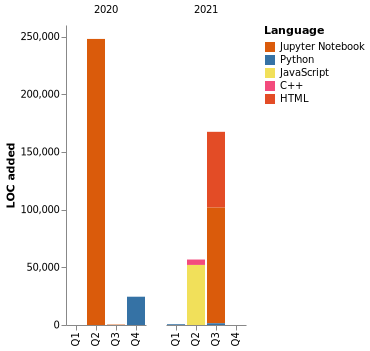 2020 2021
Language
Jupyter Notebook
Python
JavaScript
C++
HTML
LOC added
250,000
200,000
150,000
100,000
50,000
0
Q1 Q2 Q3 Q4 Q1 Q2 Q3 Q4